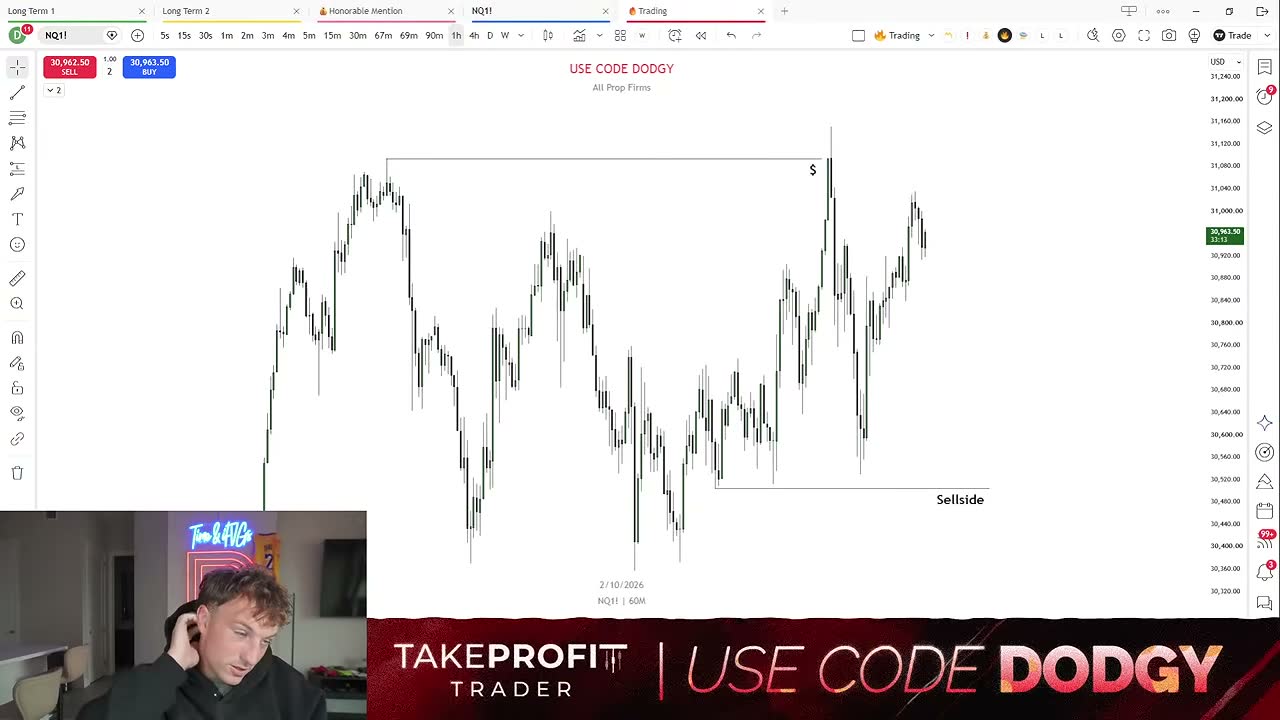 Long Term 1
Long Term 2
Honorable Mention
NQ1!
Trading
D
11
NQ1!
5s 15s 30s 1m 2m 3m 4m 5m 15m 30m 67m 69m 90m 1h 4h D W
W
Trading
L L
Trade
30,962.50
SELL
1.00
2
30,963.50
BUY
2
USE CODE DODGY
All Prop Firms
USD
31,240.00
31,200.00
31,160.00
31,120.00
31,080.00
31,040.00
31,000.00
30,963.50
33:13
30,920.00
30,880.00
30,840.00
30,800.00
30,760.00
30,720.00
30,680.00
30,640.00
30,600.00
30,560.00
30,520.00
30,480.00
30,440.00
30,400.00
30,360.00
30,320.00
9
99+
3
$
Sellside
2/10/2026
NQ1! | 60M
Time & FVGs
TAKEPROFIT
TRADER
USE CODE DODGY